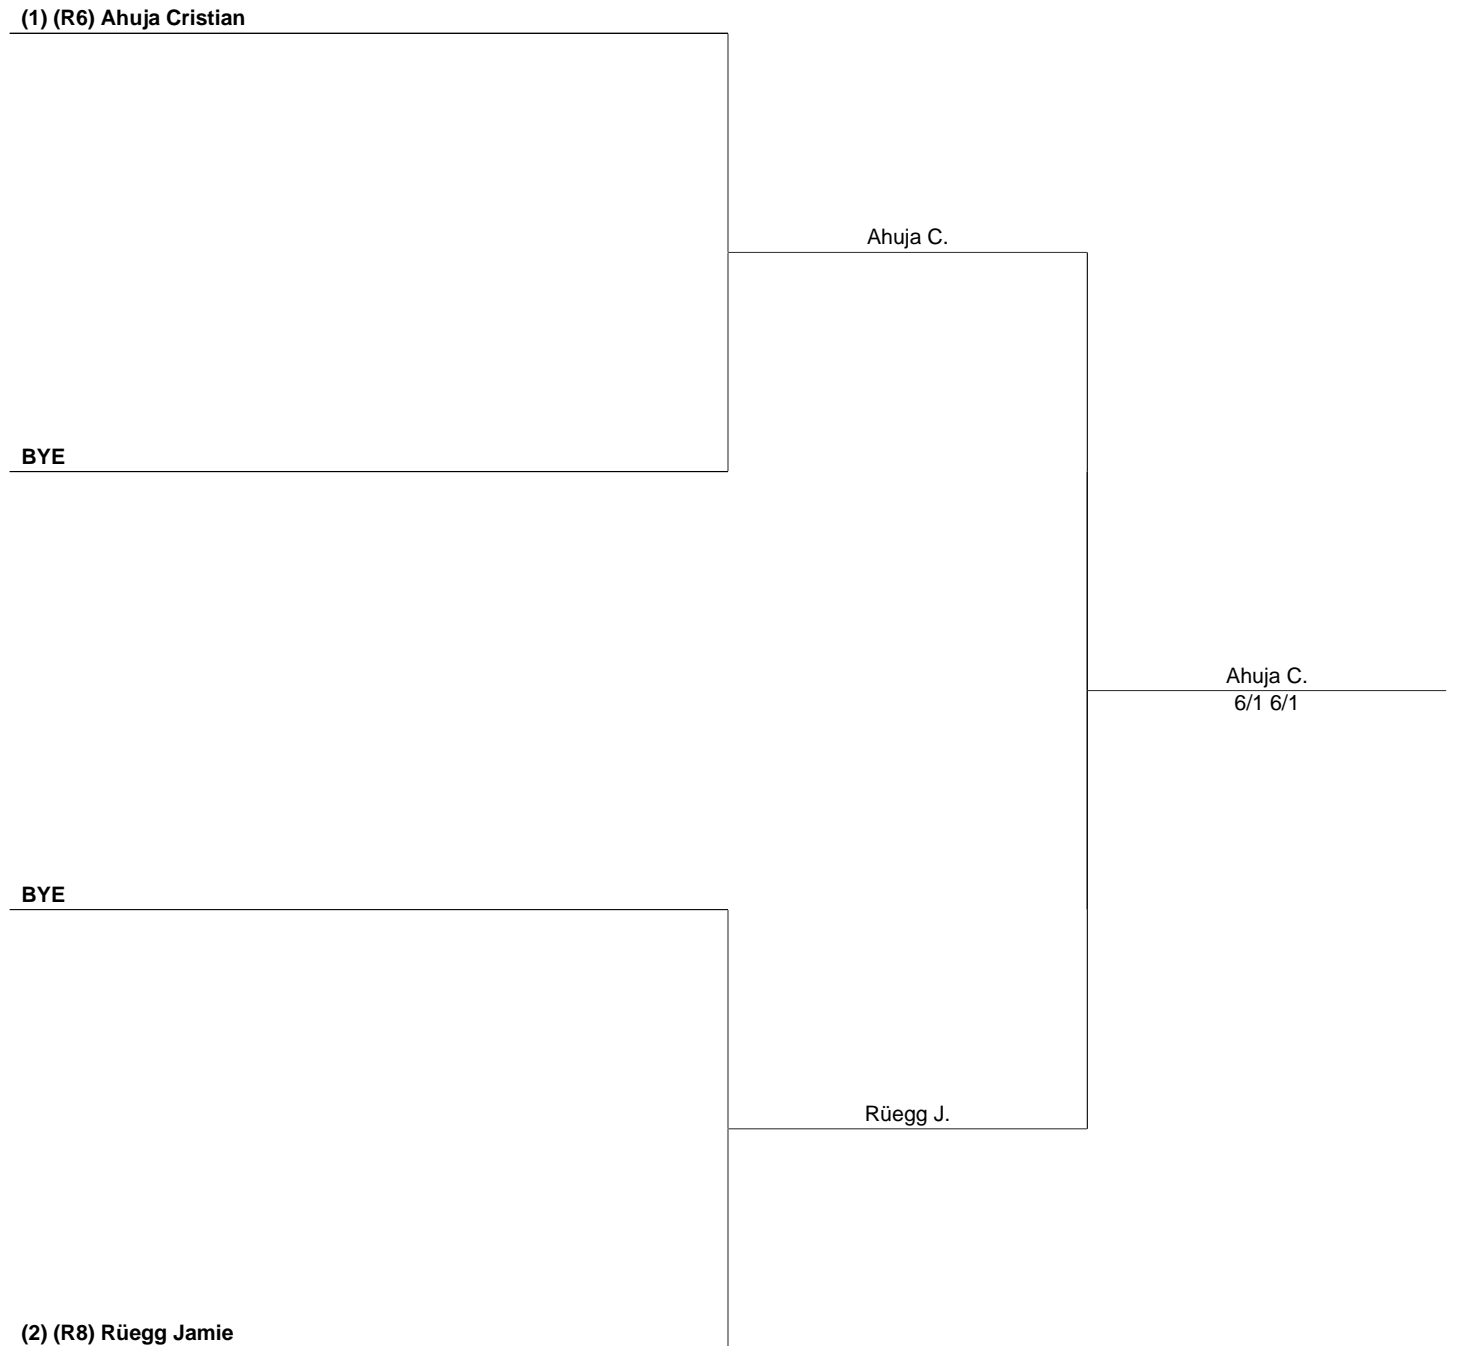 (1) (R6) Ahuja Cristian
Ahuja C.
BYE
Ahuja C.
6/1 6/1
BYE
Rüegg J.
(2) (R8) Rüegg Jamie